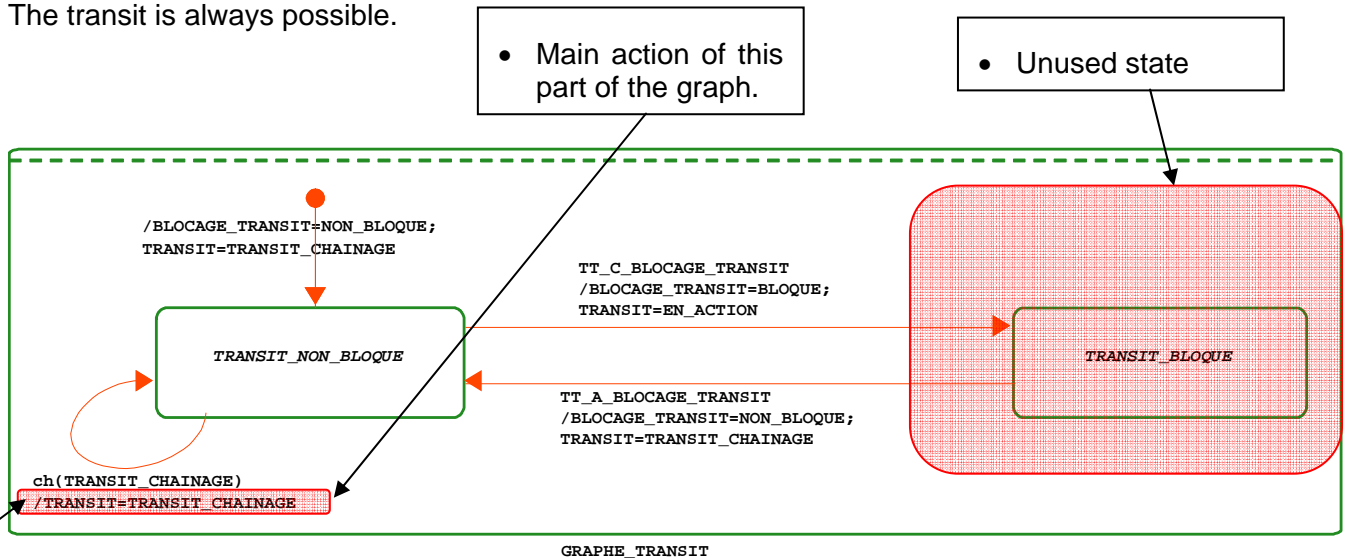 The transit is always possible.
• Main action of this
part of the graph.
• Unused state
/BLOCAGE_TRANSIT=NON_BLOQUE;
TRANSIT=TRANSIT_CHAINAGE
TT_C_BLOCAGE_TRANSIT
/BLOCAGE_TRANSIT=BLOQUE;
TRANSIT=EN_ACTION
TRANSIT_NON_BLOQUE
TRANSIT_BLOQUE
TT_A_BLOCAGE_TRANSIT
/BLOCAGE_TRANSIT=NON_BLOQUE;
TRANSIT=TRANSIT_CHAINAGE
ch(TRANSIT_CHAINAGE)
/TRANSIT=TRANSIT_CHAINAGE
GRAPHE_TRANSIT